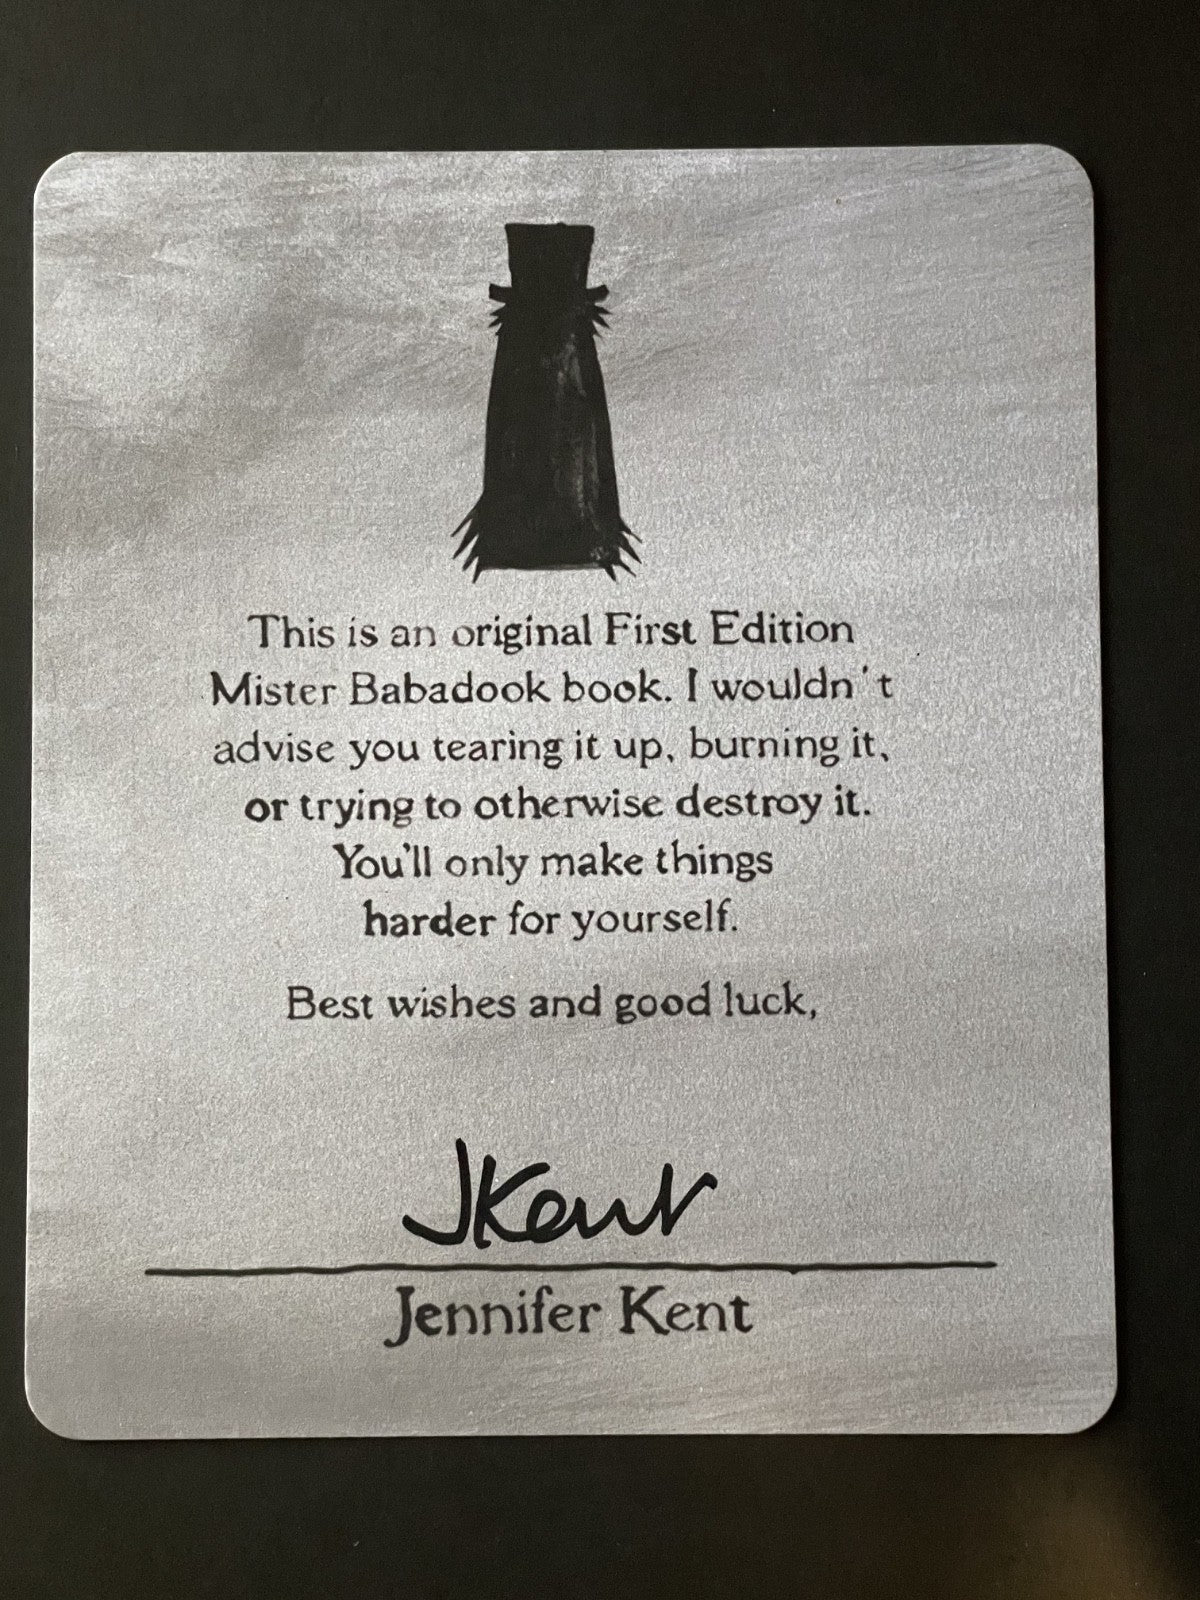 This is an original First Edition
Mister Babadook book. I wouldn't
advise you tearing it up, burning it,
or trying to otherwise destroy it.
You'll only make things
harder for yourself.
Best wishes and good luck,
JKent
Jennifer Kent